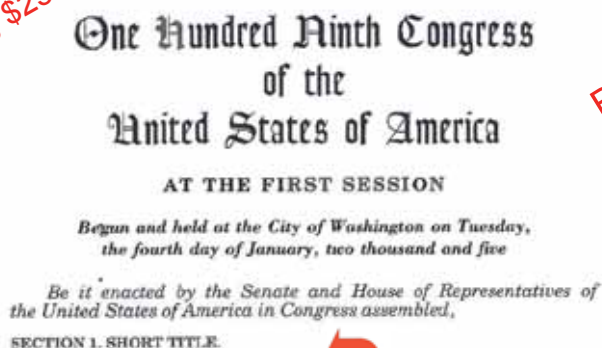 One Hundred Ninth Congress
of the
United States of America
AT THE FIRST SESSION
Begun and held at the City of Washington on Tuesday,
the fourth day of January, two thousand and five
Be it enacted by the Senate and House of Representatives of
the United States of America in Congress assembled,
SECTION 1. SHORT TITLE.